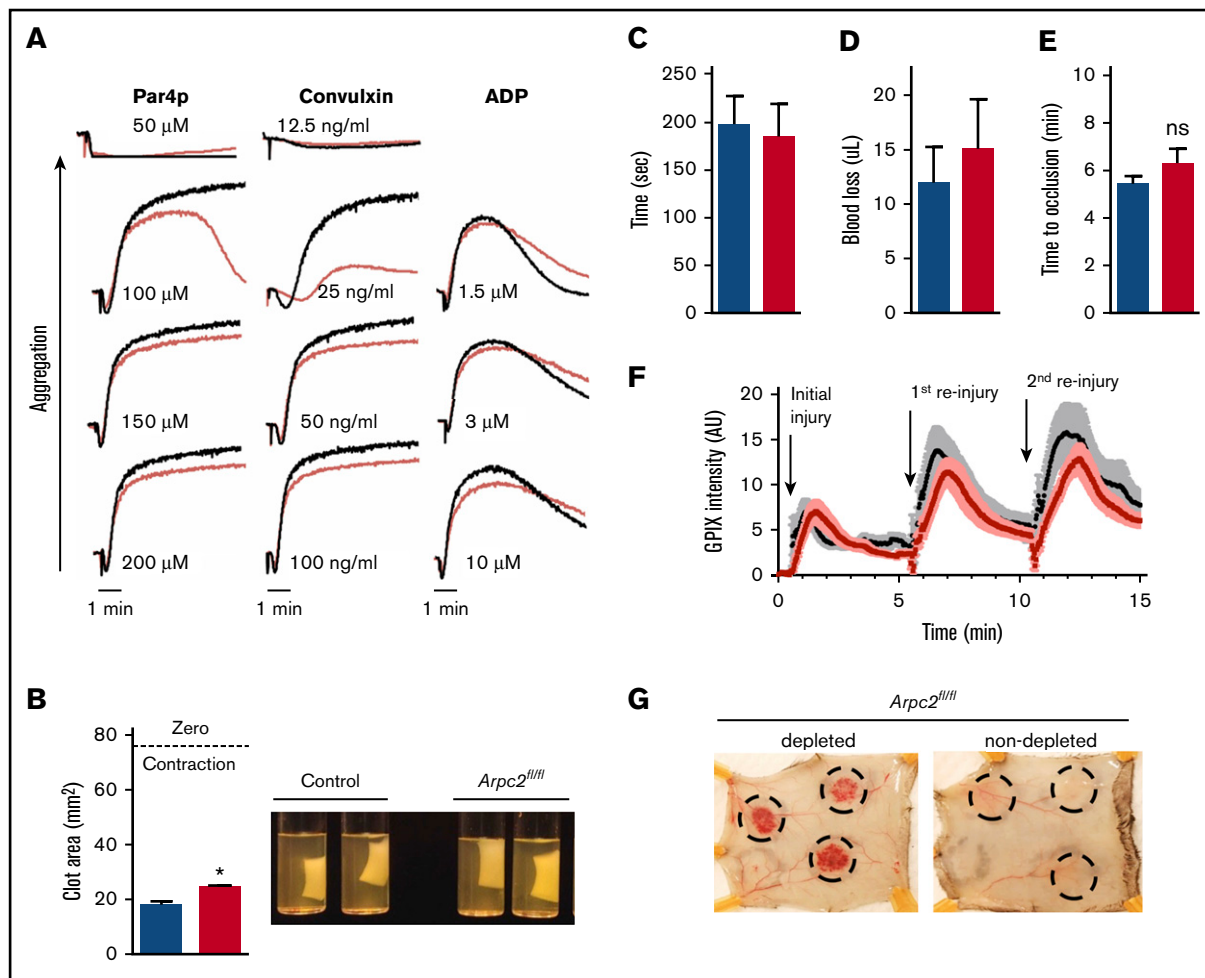 A
Par4p Convulxin ADP
50 μM 12.5 ng/ml
100 μM 25 ng/ml 1.5 μM
150 μM 50 ng/ml 3 μM
200 μM 100 ng/ml 10 μM
Aggregation
1 min 1 min 1 min
B
Clot area (mm²)
80
60
40
20
0
Zero
Contraction
*
Control Arpc2fl/fl
C
Time (sec)
250
200
150
100
50
0
D
Blood loss (uL)
20
15
10
5
0
E
Time to occlusion (min)
10
8
6
4
2
0
ns
F
GPIX intensity (AU)
20
15
10
5
0
Initial
injury
1st re-injury
2nd re-injury
0 5 10 15
Time (min)
G
Arpc2fl/fl
depleted non-depleted